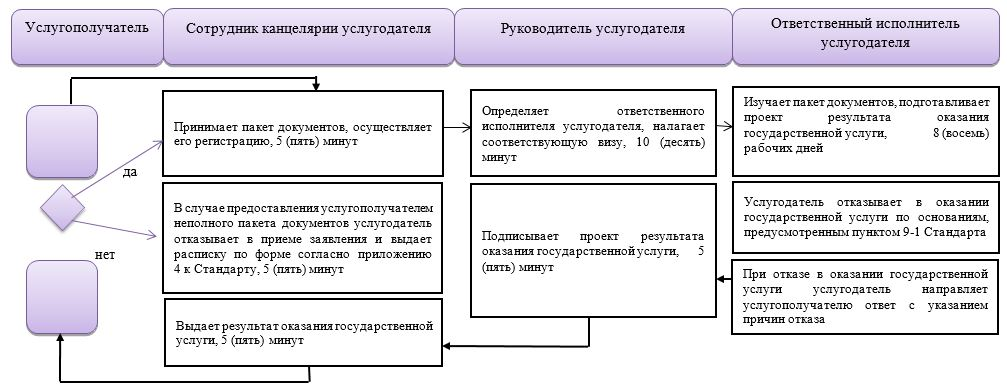 Услугополучатель
Сотрудник канцелярии услугодателя
Руководитель услугодателя
Ответственный исполнитель
услугодателя
Принимает пакет документов, осуществляет
его регистрацию, 5 (пять) минут
Определяет ответственного
исполнителя услугодателя, налагает
соответствующую визу, 10 (десять)
минут
Изучает пакет документов, подготавливает
проект результата оказания
государственной услуги, 8 (восемь)
рабочих дней
да
В случае предоставления услугополучателем
неполного пакета документов услугодатель
отказывает в приеме заявления и выдает
расписку по форме согласно приложению
4 к Стандарту, 5 (пять) минут
Подписывает проект результата
оказания государственной услуги, 5
(пять) минут
Услугодатель отказывает в оказании
государственной услуги по основаниям,
предусмотренным пунктом 9-1 Стандарта
нет
При отказе в оказании государственной
услуги услугодатель направляет
услугополучателю ответ с указанием
причин отказа
Выдает результат оказания государственной
услуги, 5 (пять) минут